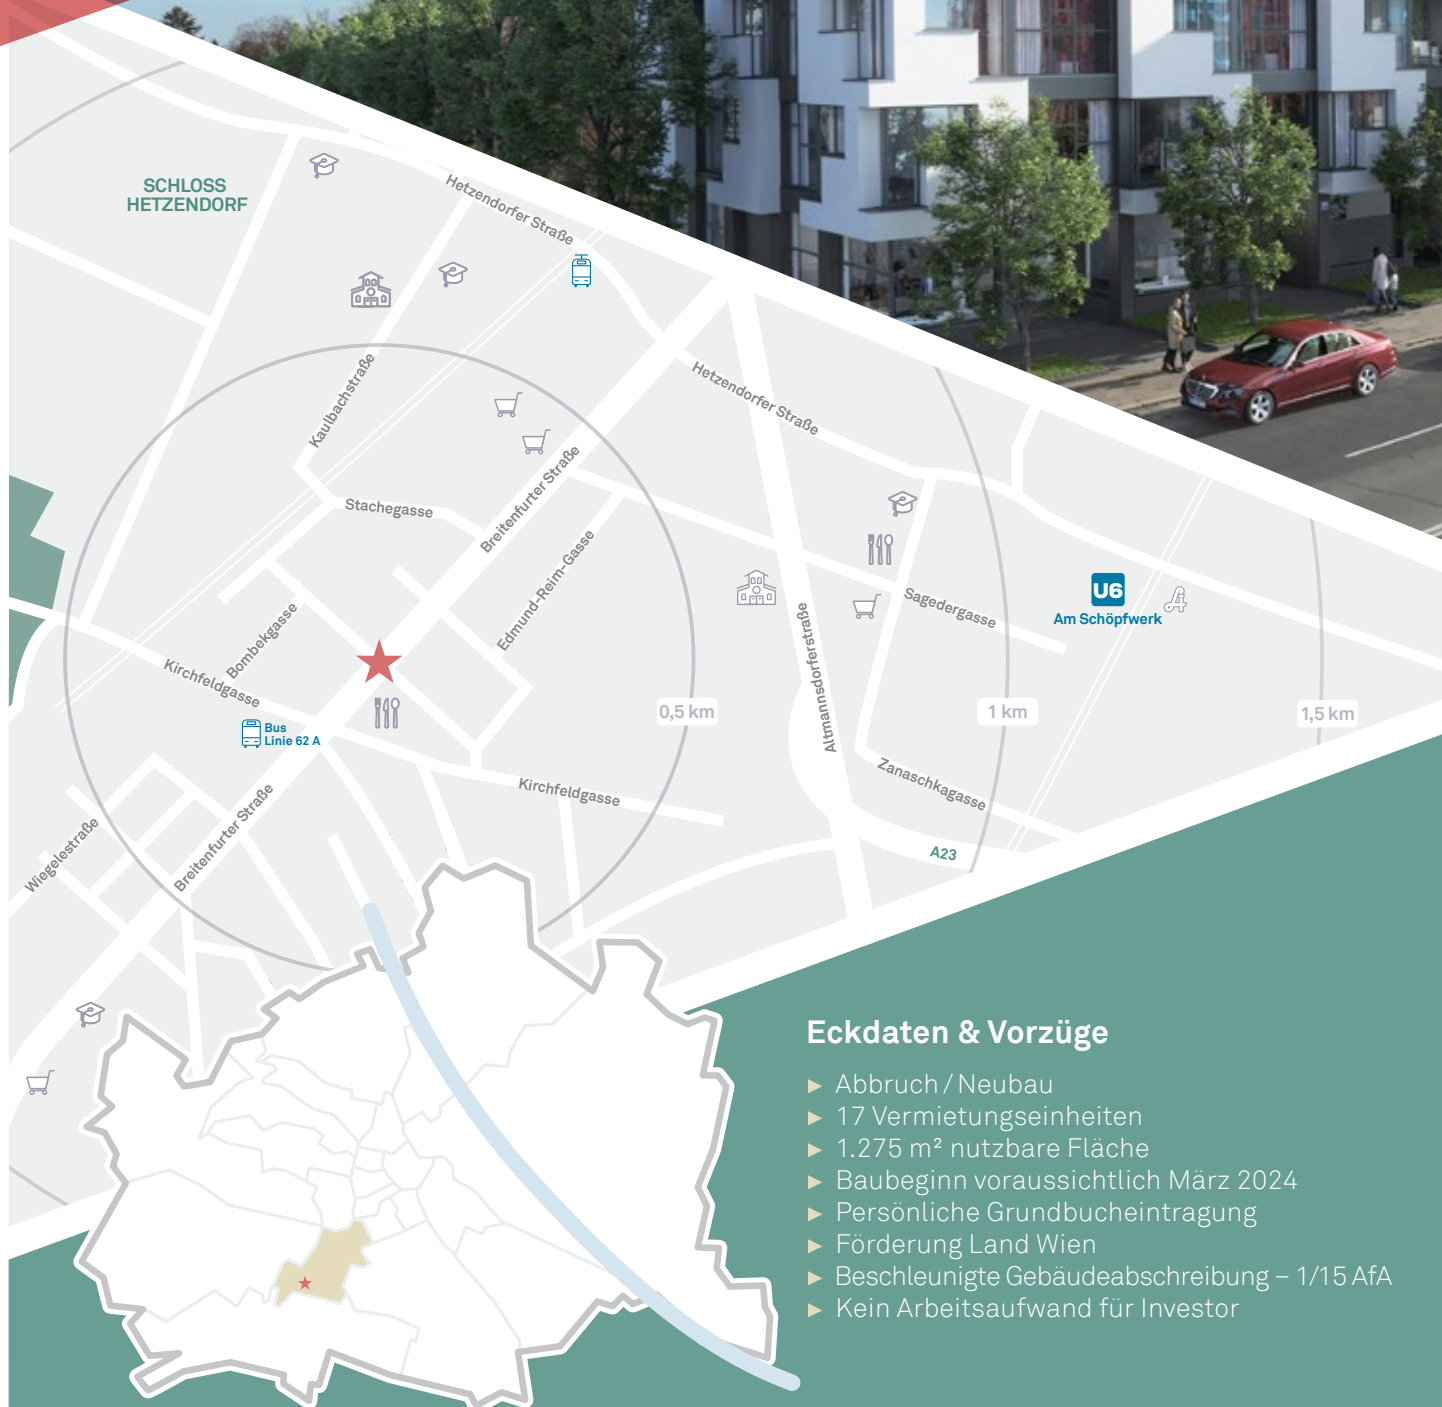 SCHLOSS
HETZENDORF
Hetzendorfer Straße
Kaulbachstraße
Hetzendorfer Straße
Stachegasse
Breitenfurter Straße
Edmund-Reim-Gasse
Bombekgasse
Kirchfeldgasse
Sagedergasse
U6
Am Schöpfwerk
Altmannsdorferstraße
0,5 km
1 km
1,5 km
Bus
Linie 62 A
Kirchfeldgasse
Zanaschkagasse
Breitenfurter Straße
Wiegelestraße
A23
Eckdaten & Vorzüge
► Abbruch / Neubau
► 17 Vermietungseinheiten
► 1.275 m² nutzbare Fläche
► Baubeginn voraussichtlich März 2024
► Persönliche Grundbucheintragung
► Förderung Land Wien
► Beschleunigte Gebäudeabschreibung – 1/15 AfA
► Kein Arbeitsaufwand für Investor